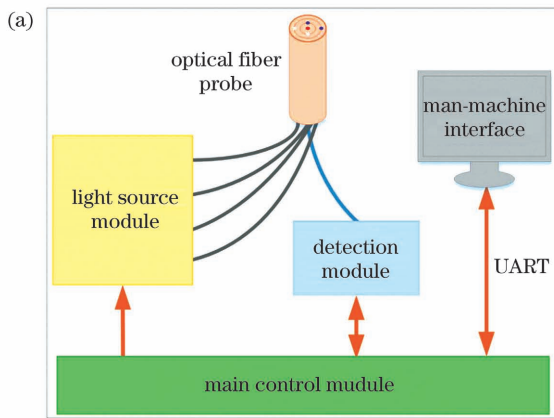 (a)
optical fiber
probe
man-machine
interface
light source
module
detection
module
UART
main control mudule